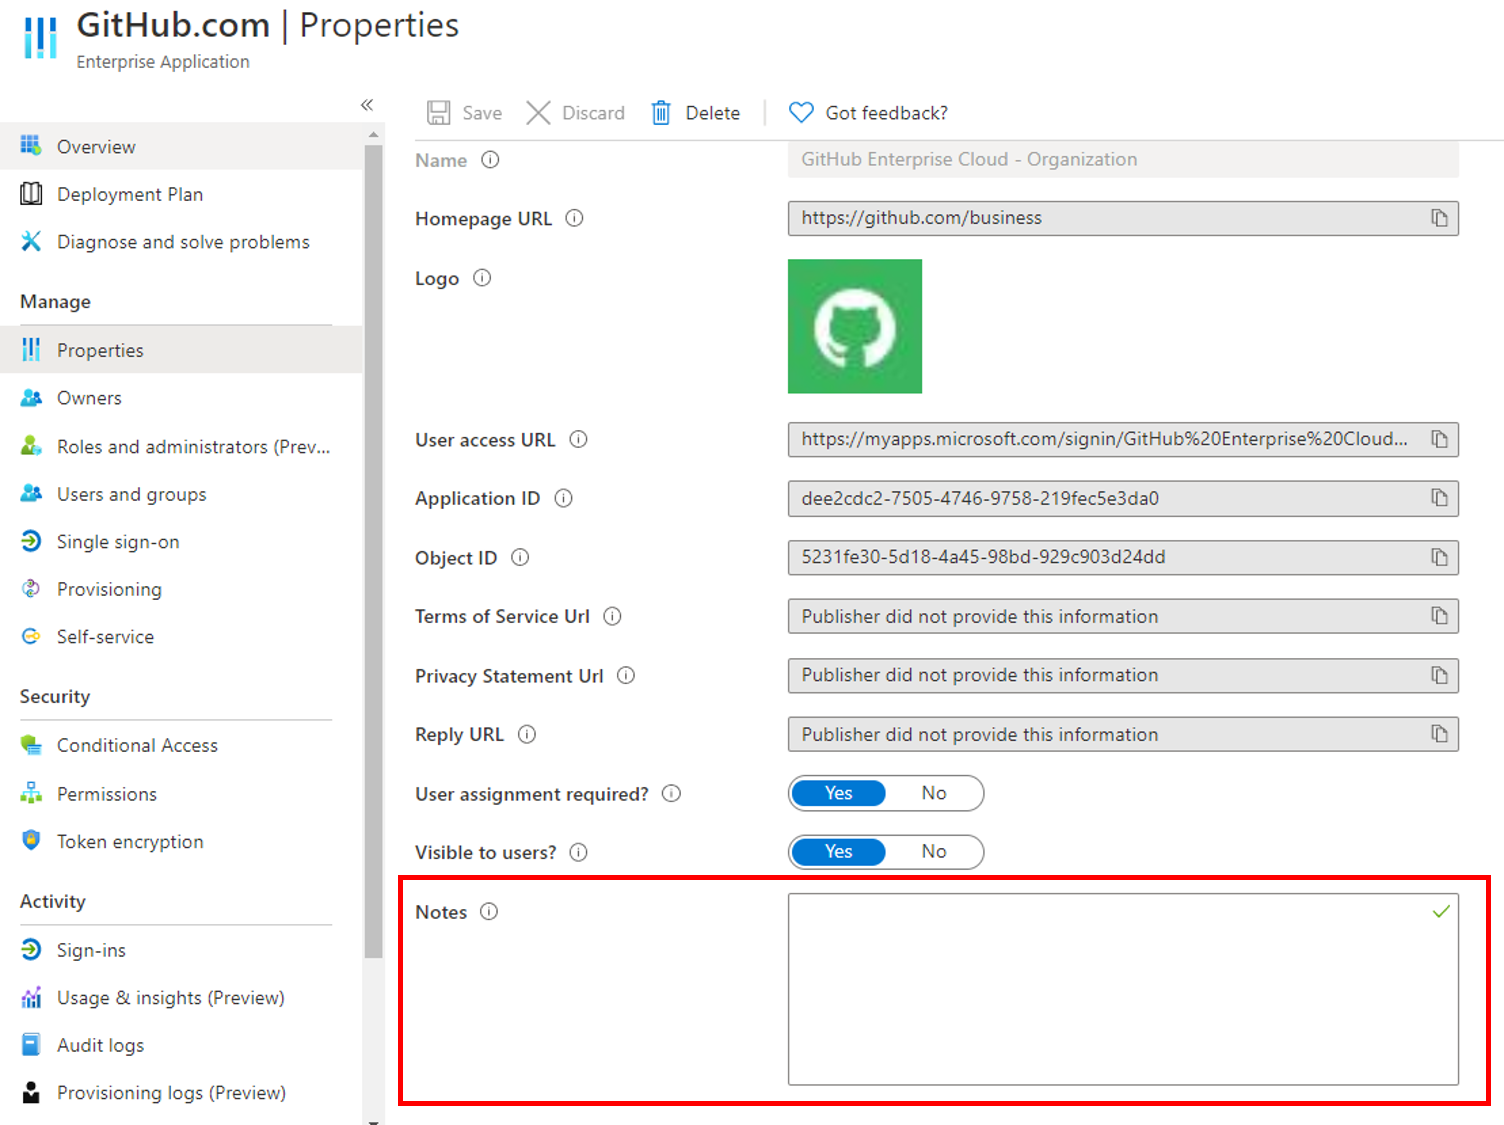 GitHub.com | Properties
Enterprise Application
«
Save Discard Delete Got feedback?
Overview
Deployment Plan
Diagnose and solve problems
Manage
Properties
Owners
Roles and administrators (Prev...
Users and groups
Single sign-on
Provisioning
Self-service
Security
Conditional Access
Permissions
Token encryption
Activity
Sign-ins
Usage & insights (Preview)
Audit logs
Provisioning logs (Preview)
Name GitHub Enterprise Cloud - Organization
Homepage URL https://github.com/business
Logo
User access URL https://myapps.microsoft.com/signin/GitHub%20Enterprise%20Cloud...
Application ID dee2cdc2-7505-4746-9758-219fec5e3da0
Object ID 5231fe30-5d18-4a45-98bd-929c903d24dd
Terms of Service Url Publisher did not provide this information
Privacy Statement Url Publisher did not provide this information
Reply URL Publisher did not provide this information
User assignment required? Yes No
Visible to users? Yes No
Notes